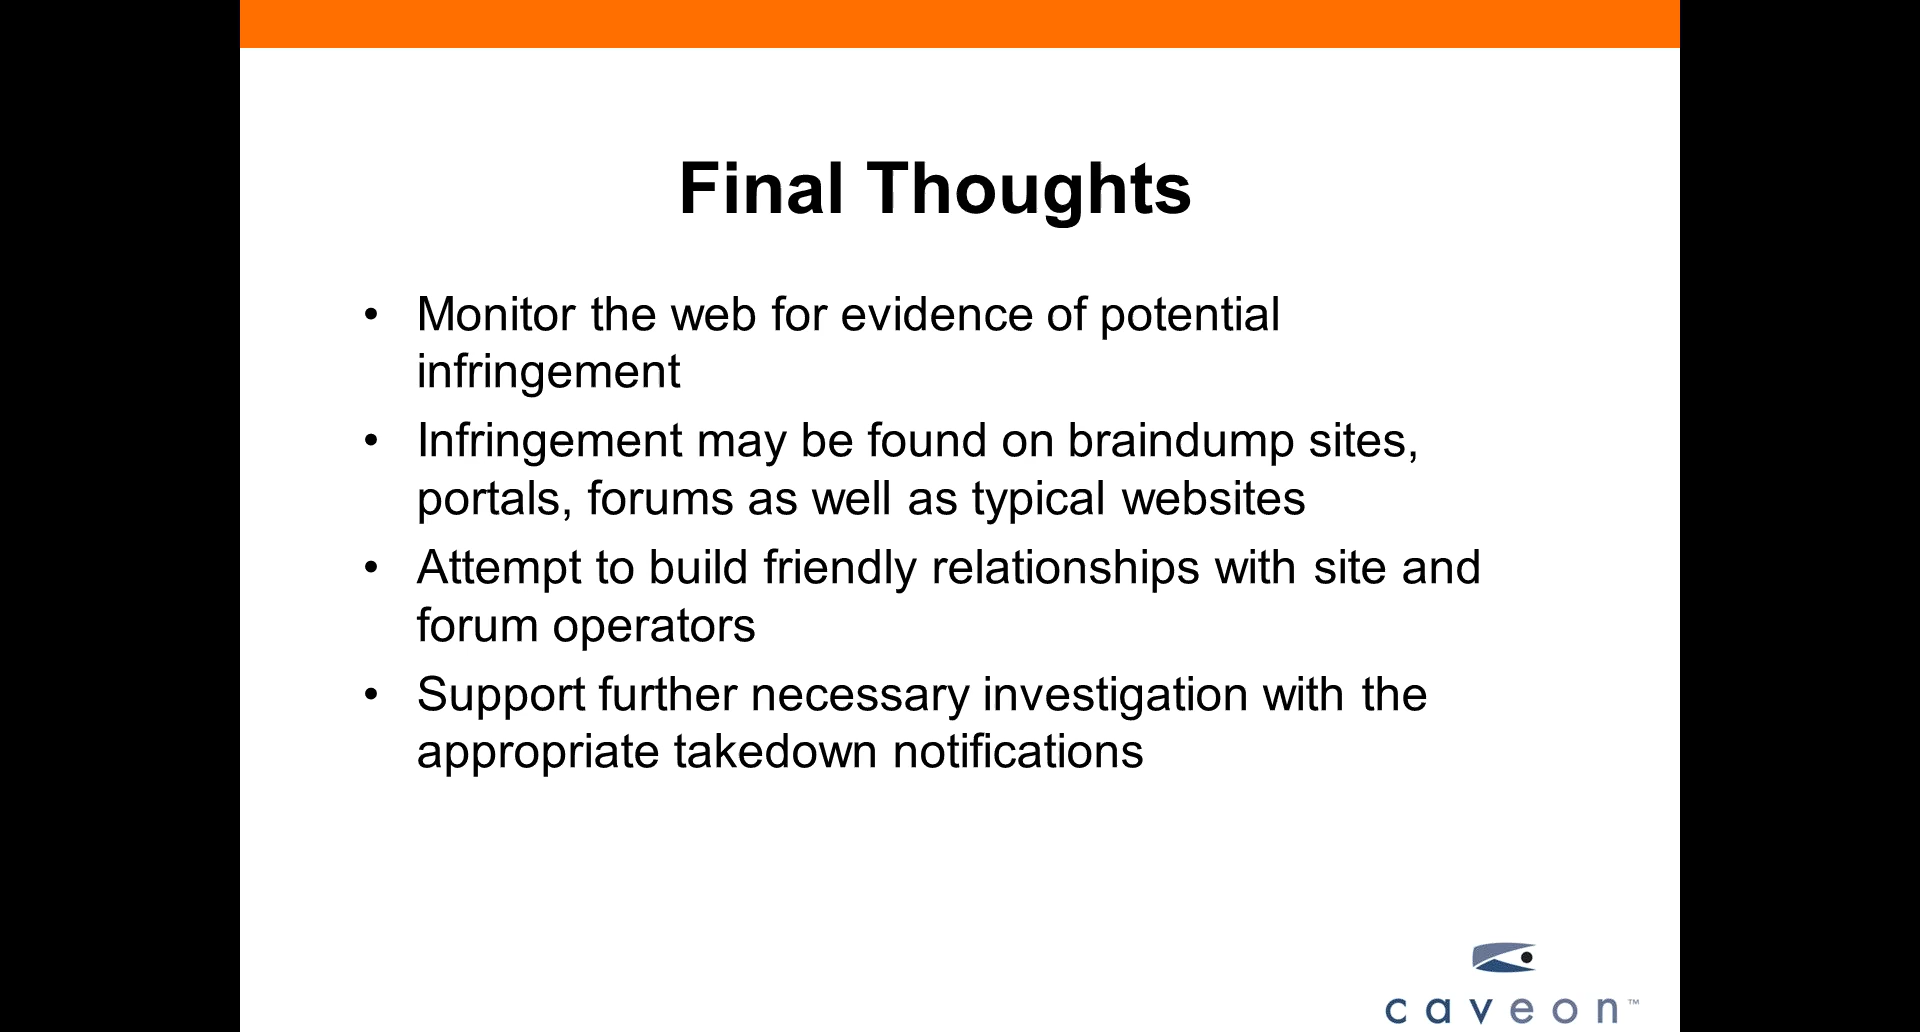 Final Thoughts
• Monitor the web for evidence of potential
infringement
• Infringement may be found on braindump sites,
portals, forums as well as typical websites
• Attempt to build friendly relationships with site and
forum operators
• Support further necessary investigation with the
appropriate takedown notifications
caveon™